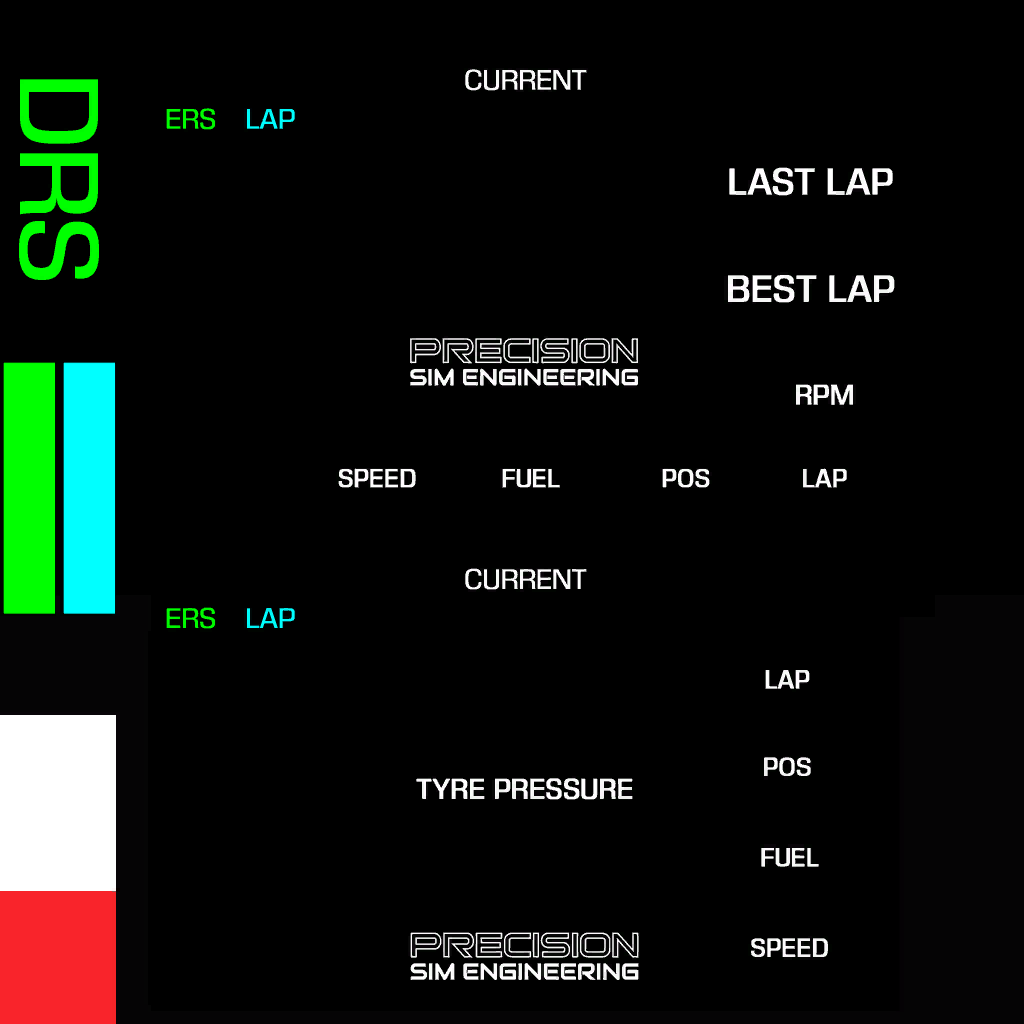 DRS
CURRENT
ERS LAP
LAST LAP
BEST LAP
PRECISION
SIM ENGINEERING
RPM
SPEED FUEL POS LAP
CURRENT
ERS LAP
LAP
POS
TYRE PRESSURE
FUEL
PRECISION
SIM ENGINEERING
SPEED